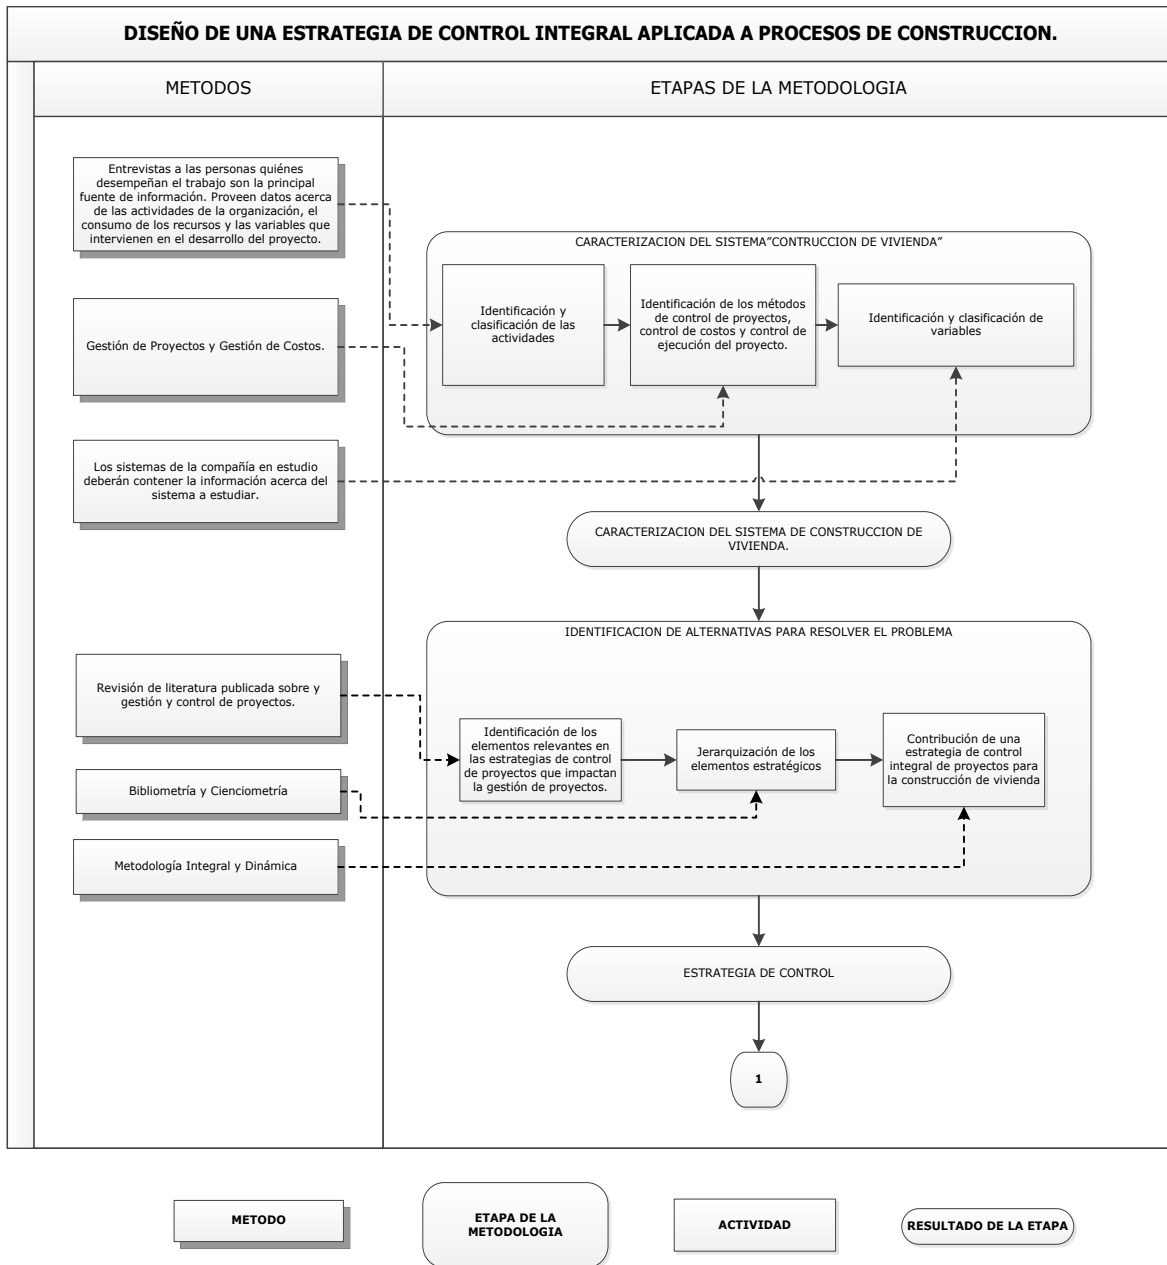 DISEÑO DE UNA ESTRATEGIA DE CONTROL INTEGRAL APLICADA A PROCESOS DE CONSTRUCCION.
METODOS
ETAPAS DE LA METODOLOGIA
Entrevistas a las personas quiénes
desempeñan el trabajo son la principal
fuente de información. Proveen datos acerca
de las actividades de la organización, el
consumo de los recursos y las variables que
intervienen en el desarrollo del proyecto.
CARACTERIZACION DEL SISTEMA”CONTRUCCION DE VIVIENDA”
Identificación y
clasificación de las
actividades
Identificación de los métodos
de control de proyectos,
control de costos y control de
ejecución del proyecto.
Identificación y clasificación de
variables
Gestión de Proyectos y Gestión de Costos.
Los sistemas de la compañía en estudio
deberán contener la información acerca del
sistema a estudiar.
CARACTERIZACION DEL SISTEMA DE CONSTRUCCION DE
VIVIENDA.
IDENTIFICACION DE ALTERNATIVAS PARA RESOLVER EL PROBLEMA
Revisión de literatura publicada sobre y
gestión y control de proyectos.
Identificación de los
elementos relevantes en
las estrategias de control
de proyectos que impactan
la gestión de proyectos.
Jerarquización de los
elementos estratégicos
Contribución de una
estrategia de control
integral de proyectos para
la construcción de vivienda
Bibliometría y Cienciometría
Metodología Integral y Dinámica
ESTRATEGIA DE CONTROL
1
METODO
ETAPA DE LA
METODOLOGIA
ACTIVIDAD
RESULTADO DE LA ETAPA